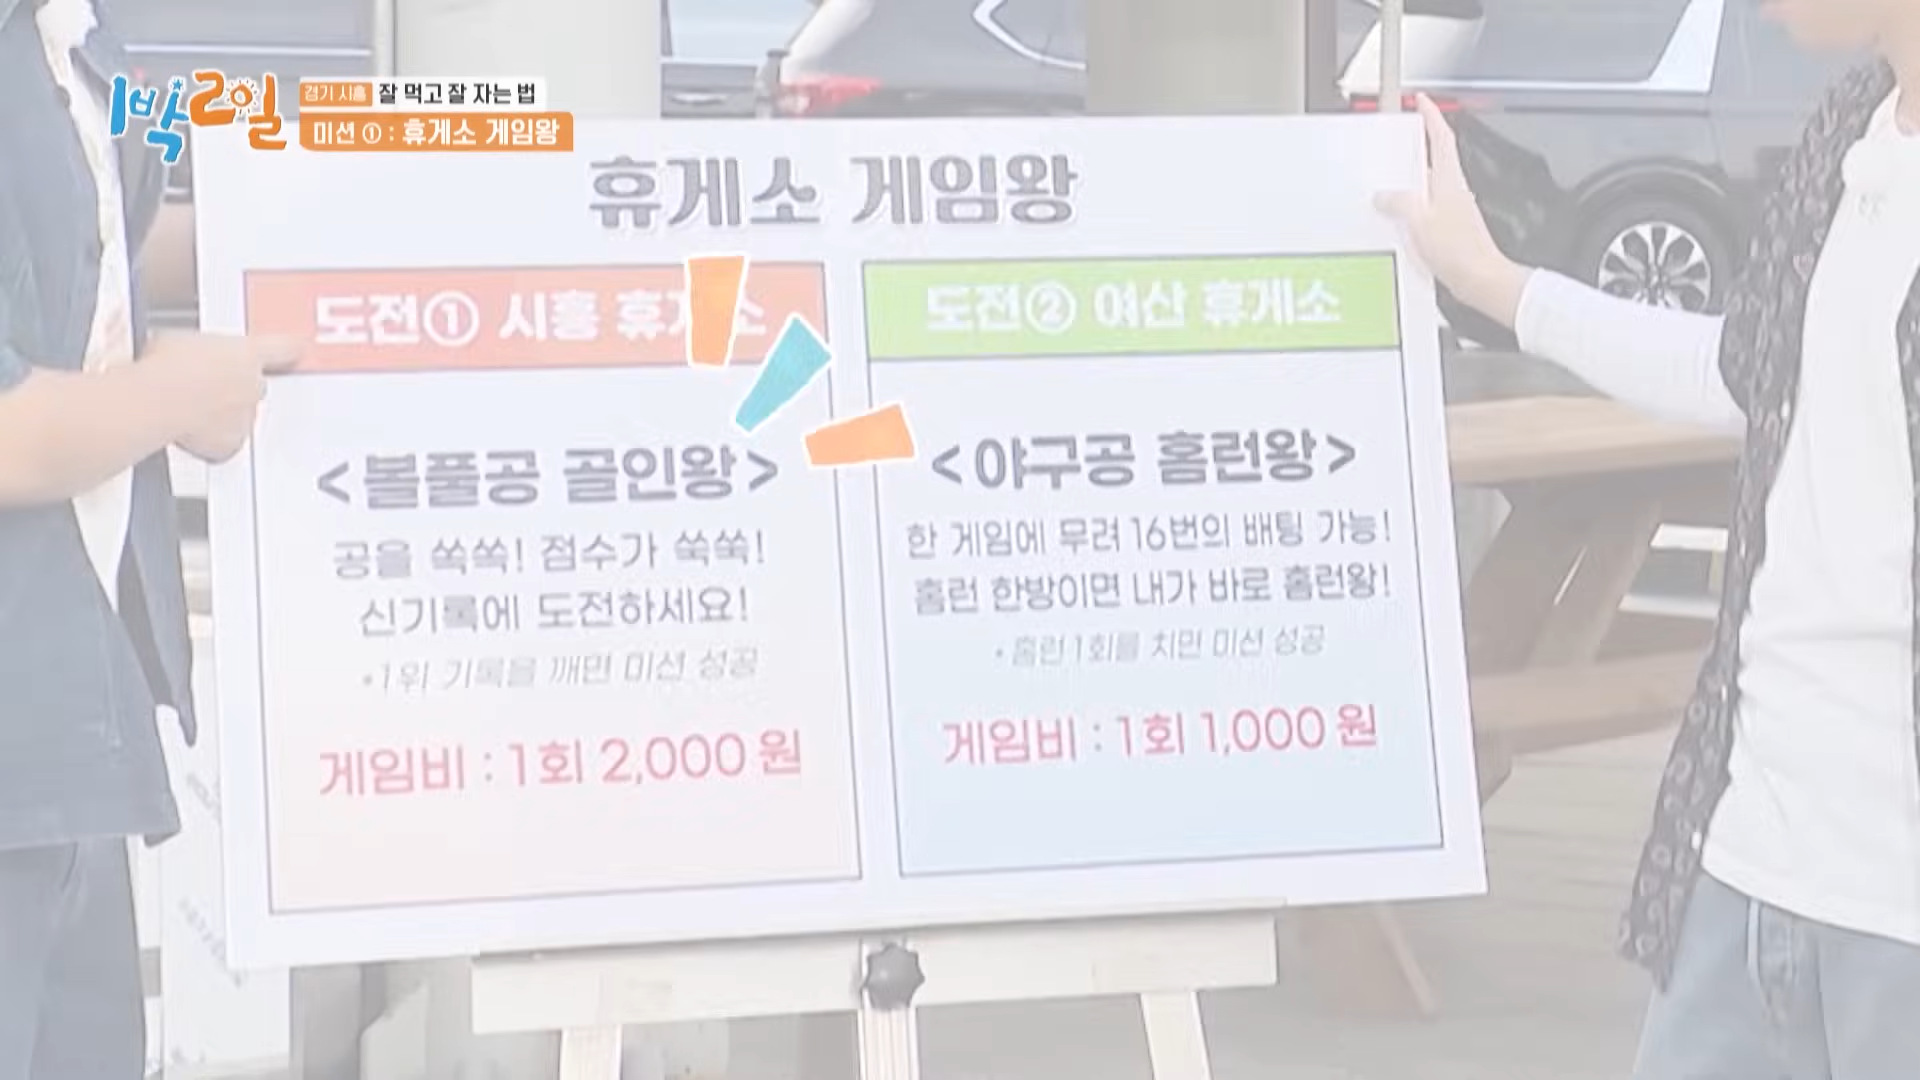 1박2일
경기 시흥 잘 먹고 잘 자는 법
미션 ① : 휴게소 게임왕
휴게소 게임왕
도전① 시흥 휴게소
<볼풀공 골인왕>
공을 쏙쏙! 점수가 쑥쑥!
신기록에 도전하세요!
•1위 기록을 깨면 미션 성공
게임비 : 1회 2,000원
도전② 여산 휴게소
<야구공 홈런왕>
한 게임에 무려 16번의 배팅 가능!
홈런 한방이면 내가 바로 홈런왕!
•홈런 1회를 치면 미션 성공
게임비 : 1회 1,000원